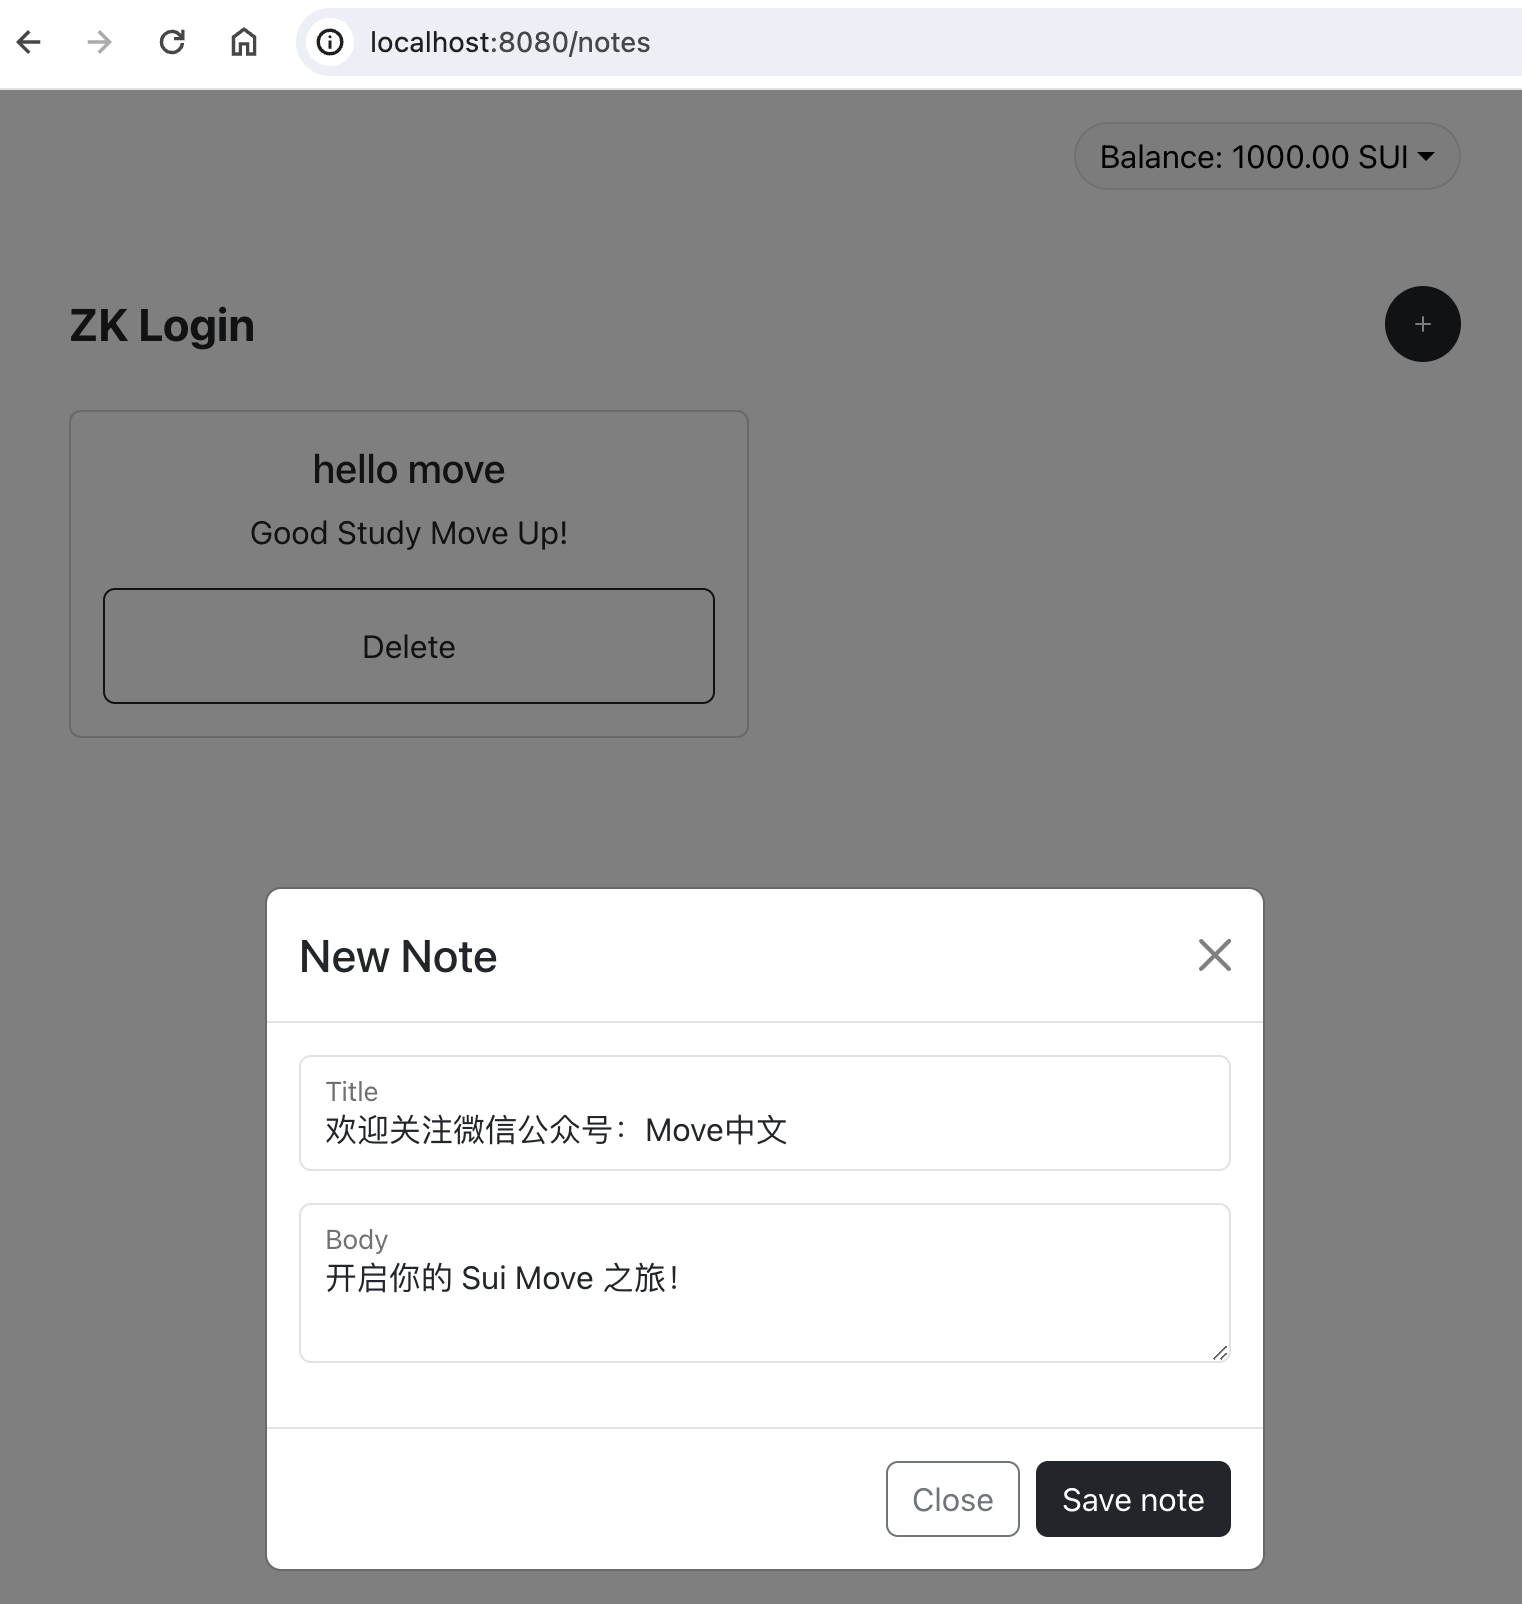 localhost:8080/notes
Balance: 1000.00 SUI
ZK Login
+
hello move
Good Study Move Up!
Delete
New Note
Title
欢迎关注微信公众号：Move中文
Body
开启你的 Sui Move 之旅！
Close
Save note